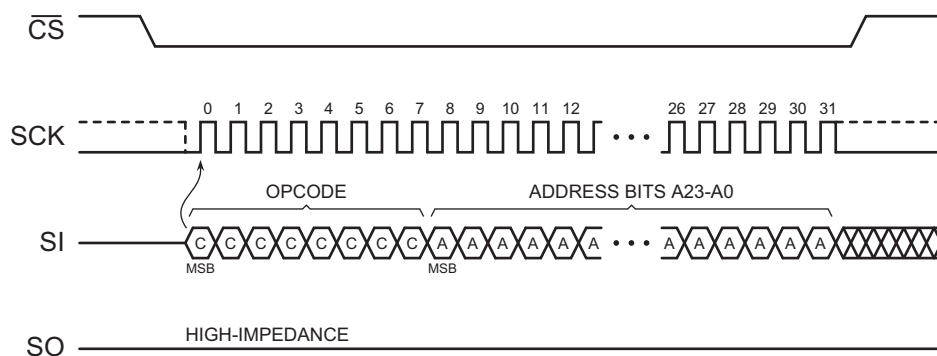 CS
0 1 2 3 4 5 6 7 8 9 10 11 12 26 27 28 29 30 31
SCK
OPCODE ADDRESS BITS A23-A0
SI C C C C C C C C A A A A A A A A A A A A
MSB MSB
HIGH-IMPEDANCE
SO